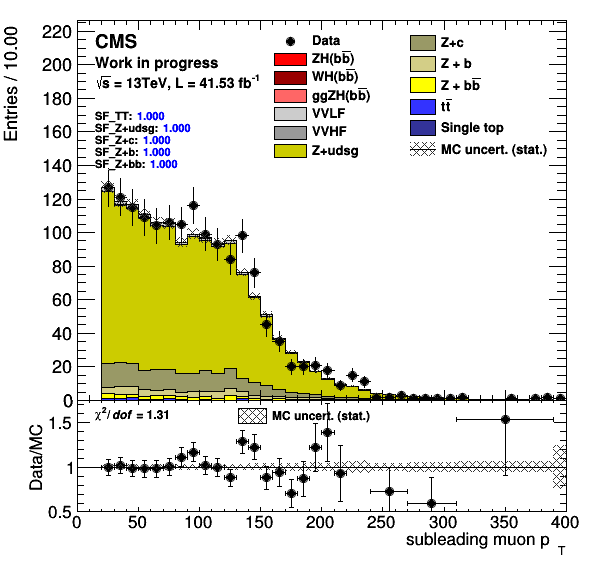 Entries / 10.00
220
200
180
160
140
120
100
80
60
40
20
0
CMS
Work in progress
√s = 13TeV, L = 41.53 fb⁻¹
SF_TT: 1.000
SF_Z+udsg: 1.000
SF_Z+c: 1.000
SF_Z+b: 1.000
SF_Z+bb: 1.000
Data
ZH(bb̅)
WH(bb̅)
ggZH(bb̅)
VVLF
VVHF
Z+udsg
Z+c
Z + b
Z + bb̅
tt̅
Single top
MC uncert. (stat.)
Data/MC
1.5
1
0.5
χ²/dof = 1.31
MC uncert. (stat.)
0 50 100 150 200 250 300 350 400
subleading muon p_T